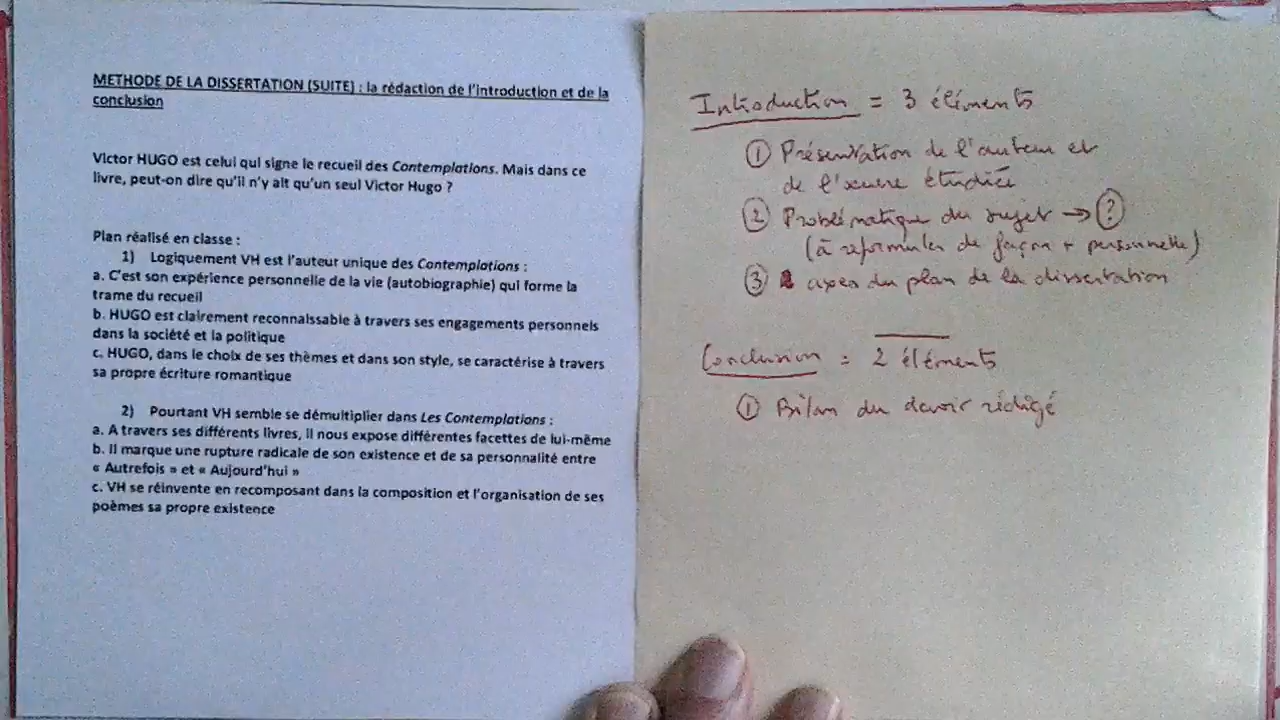 METHODE DE LA DISSERTATION (SUITE) : la rédaction de l'introduction et de la
conclusion
Victor HUGO est celui qui signe le recueil des Contemplations. Mais dans ce
livre, peut-on dire qu'il n'y ait qu'un seul Victor Hugo ?
Plan réalisé en classe :
1) Logiquement VH est l'auteur unique des Contemplations :
a. C'est son expérience personnelle de la vie (autobiographie) qui forme la
trame du recueil
b. HUGO est clairement reconnaissable à travers ses engagements personnels
dans la société et la politique
c. HUGO, dans le choix de ses thèmes et dans son style, se caractérise à travers
sa propre écriture romantique
2) Pourtant VH semble se démultiplier dans Les Contemplations :
a. A travers ses différents livres, il nous expose différentes facettes de lui-même
b. Il marque une rupture radicale de son existence et de sa personnalité entre
« Autrefois » et « Aujourd'hui »
c. VH se réinvente en recomposant dans la composition et l'organisation de ses
poèmes sa propre existence
Introduction = 3 éléments
① Présentation de l'auteur et
de l'œuvre étudiée
② Problématique du sujet → ?
(à reformuler de façon + personnelle)
③ axes du plan de la dissertation
Conclusion = 2 éléments
① Bilan du devoir rédigé